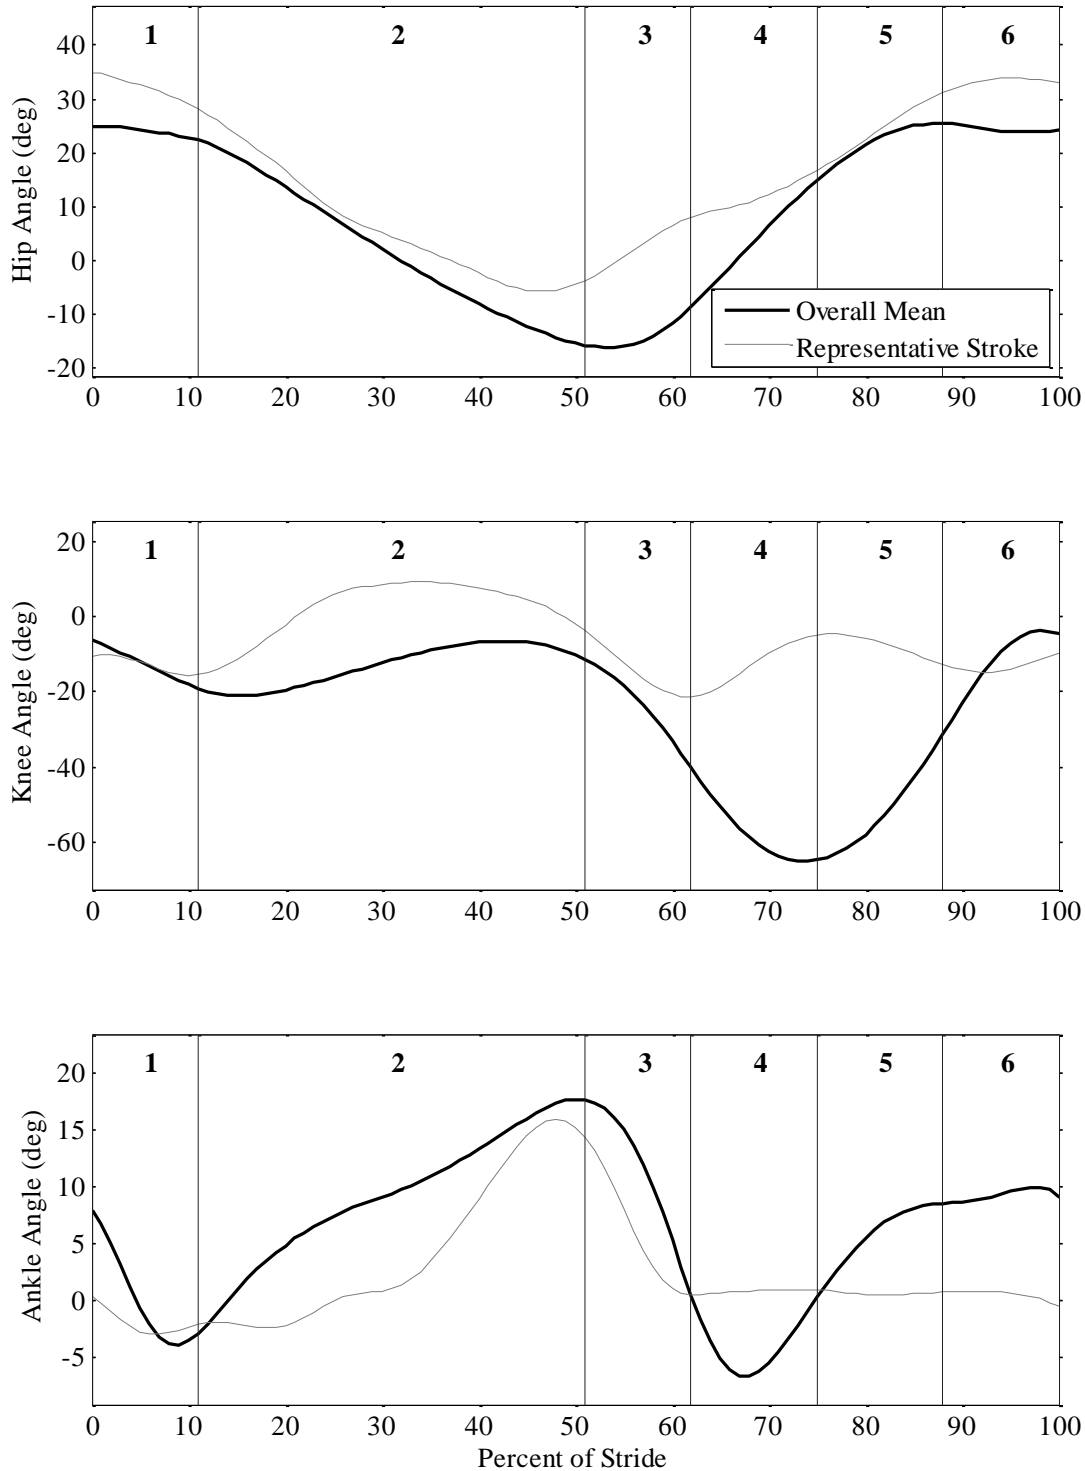 1 2 3 4 5 6
40
30
20
10
0
-10
-20
Hip Angle (deg)
Overall Mean
Representative Stroke
0 10 20 30 40 50 60 70 80 90 100
1 2 3 4 5 6
20
0
-20
-40
-60
Knee Angle (deg)
0 10 20 30 40 50 60 70 80 90 100
1 2 3 4 5 6
20
15
10
5
0
-5
Ankle Angle (deg)
0 10 20 30 40 50 60 70 80 90 100
Percent of Stride